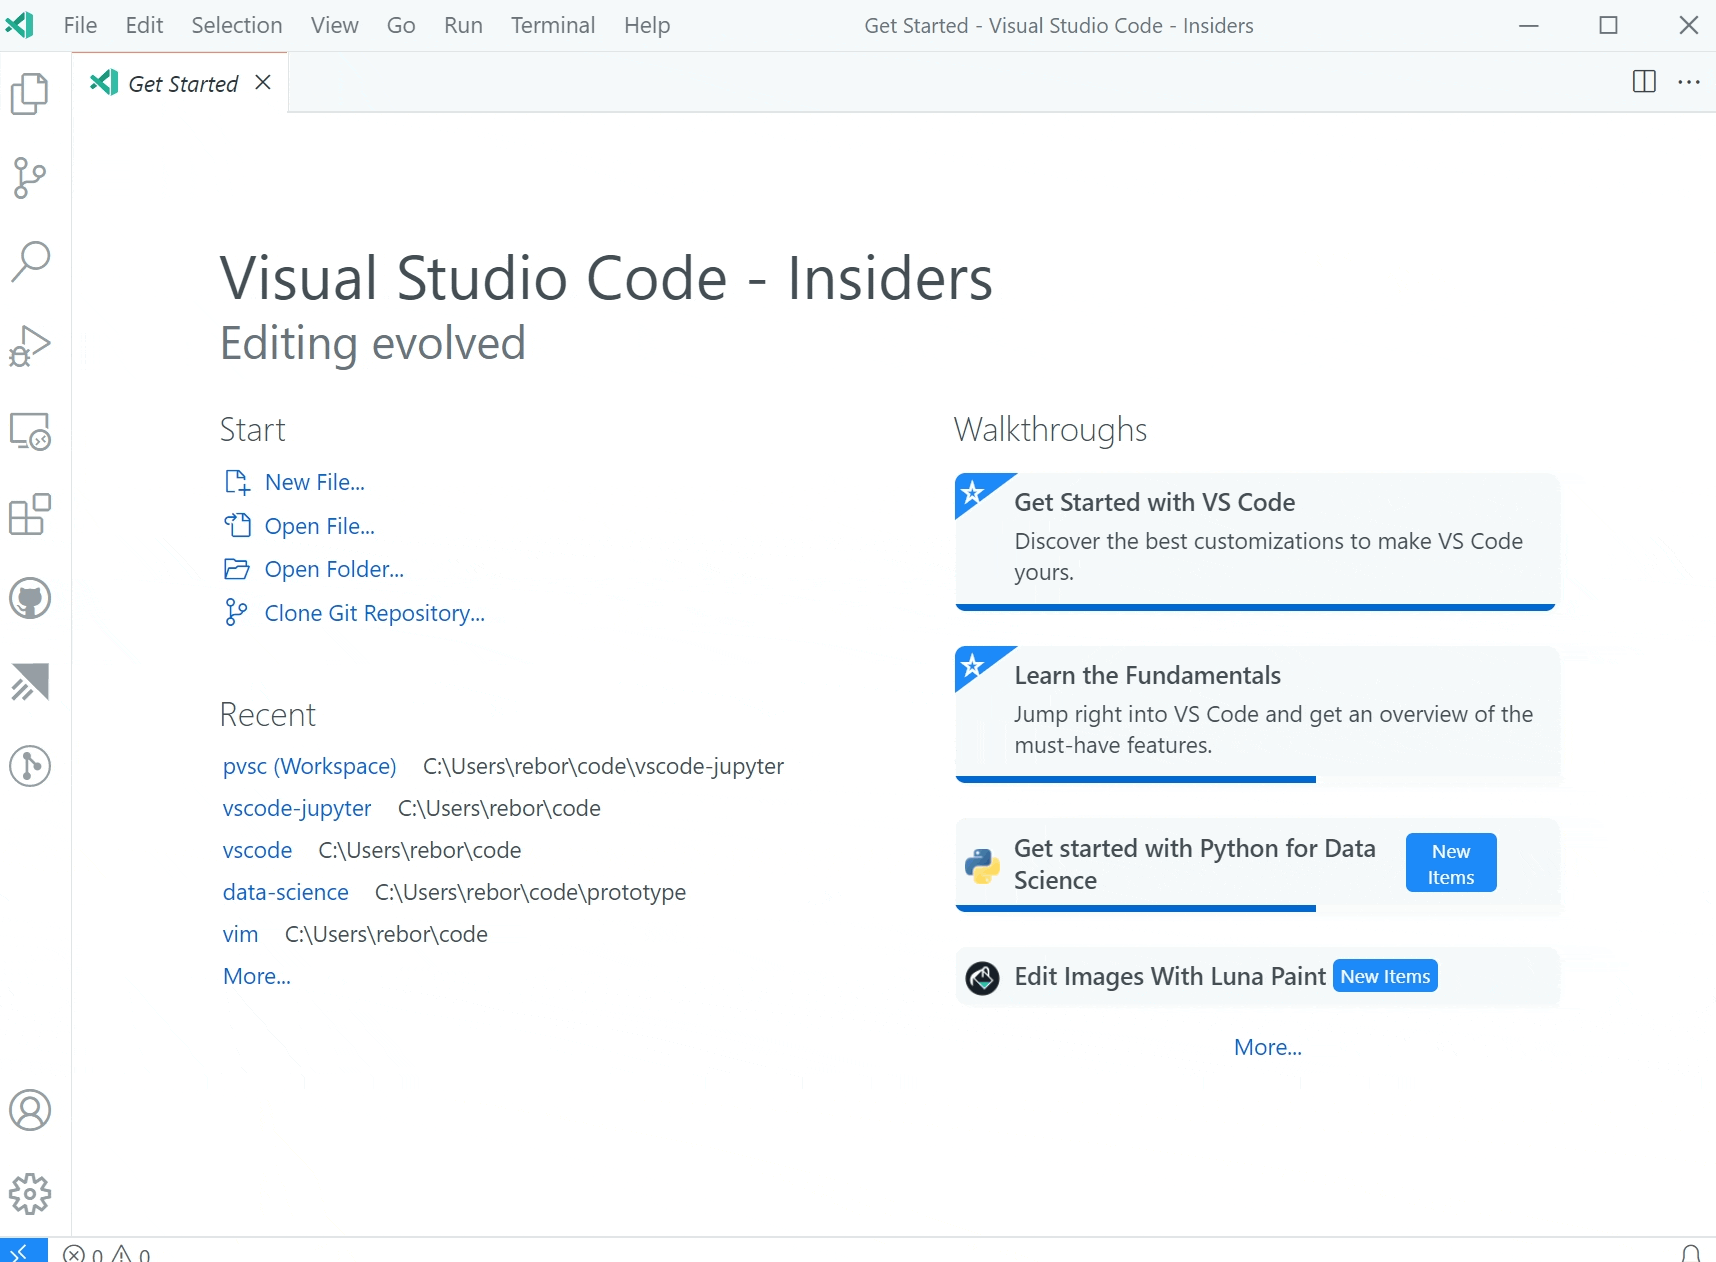 File Edit Selection View Go Run Terminal Help Get Started - Visual Studio Code - Insiders
Get Started
Visual Studio Code - Insiders
Editing evolved
Start
New File...
Open File...
Open Folder...
Clone Git Repository...
Recent
pvsc (Workspace) C:\Users\rebor\code\vscode-jupyter
vscode-jupyter C:\Users\rebor\code
vscode C:\Users\rebor\code
data-science C:\Users\rebor\code\prototype
vim C:\Users\rebor\code
More...
Walkthroughs
Get Started with VS Code
Discover the best customizations to make VS Code
yours.
Learn the Fundamentals
Jump right into VS Code and get an overview of the
must-have features.
Get started with Python for Data
Science
New
Items
Edit Images With Luna Paint New Items
More...
0 0